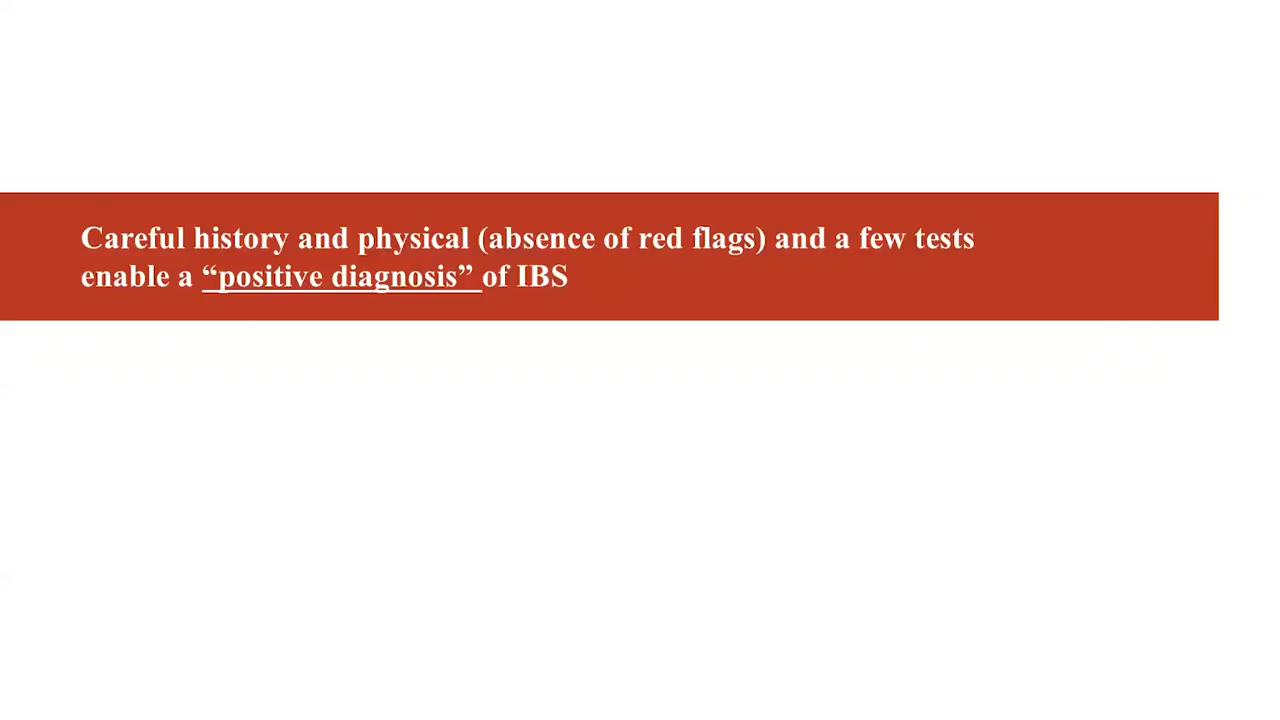 Careful history and physical (absence of red flags) and a few tests
enable a “positive diagnosis” of IBS